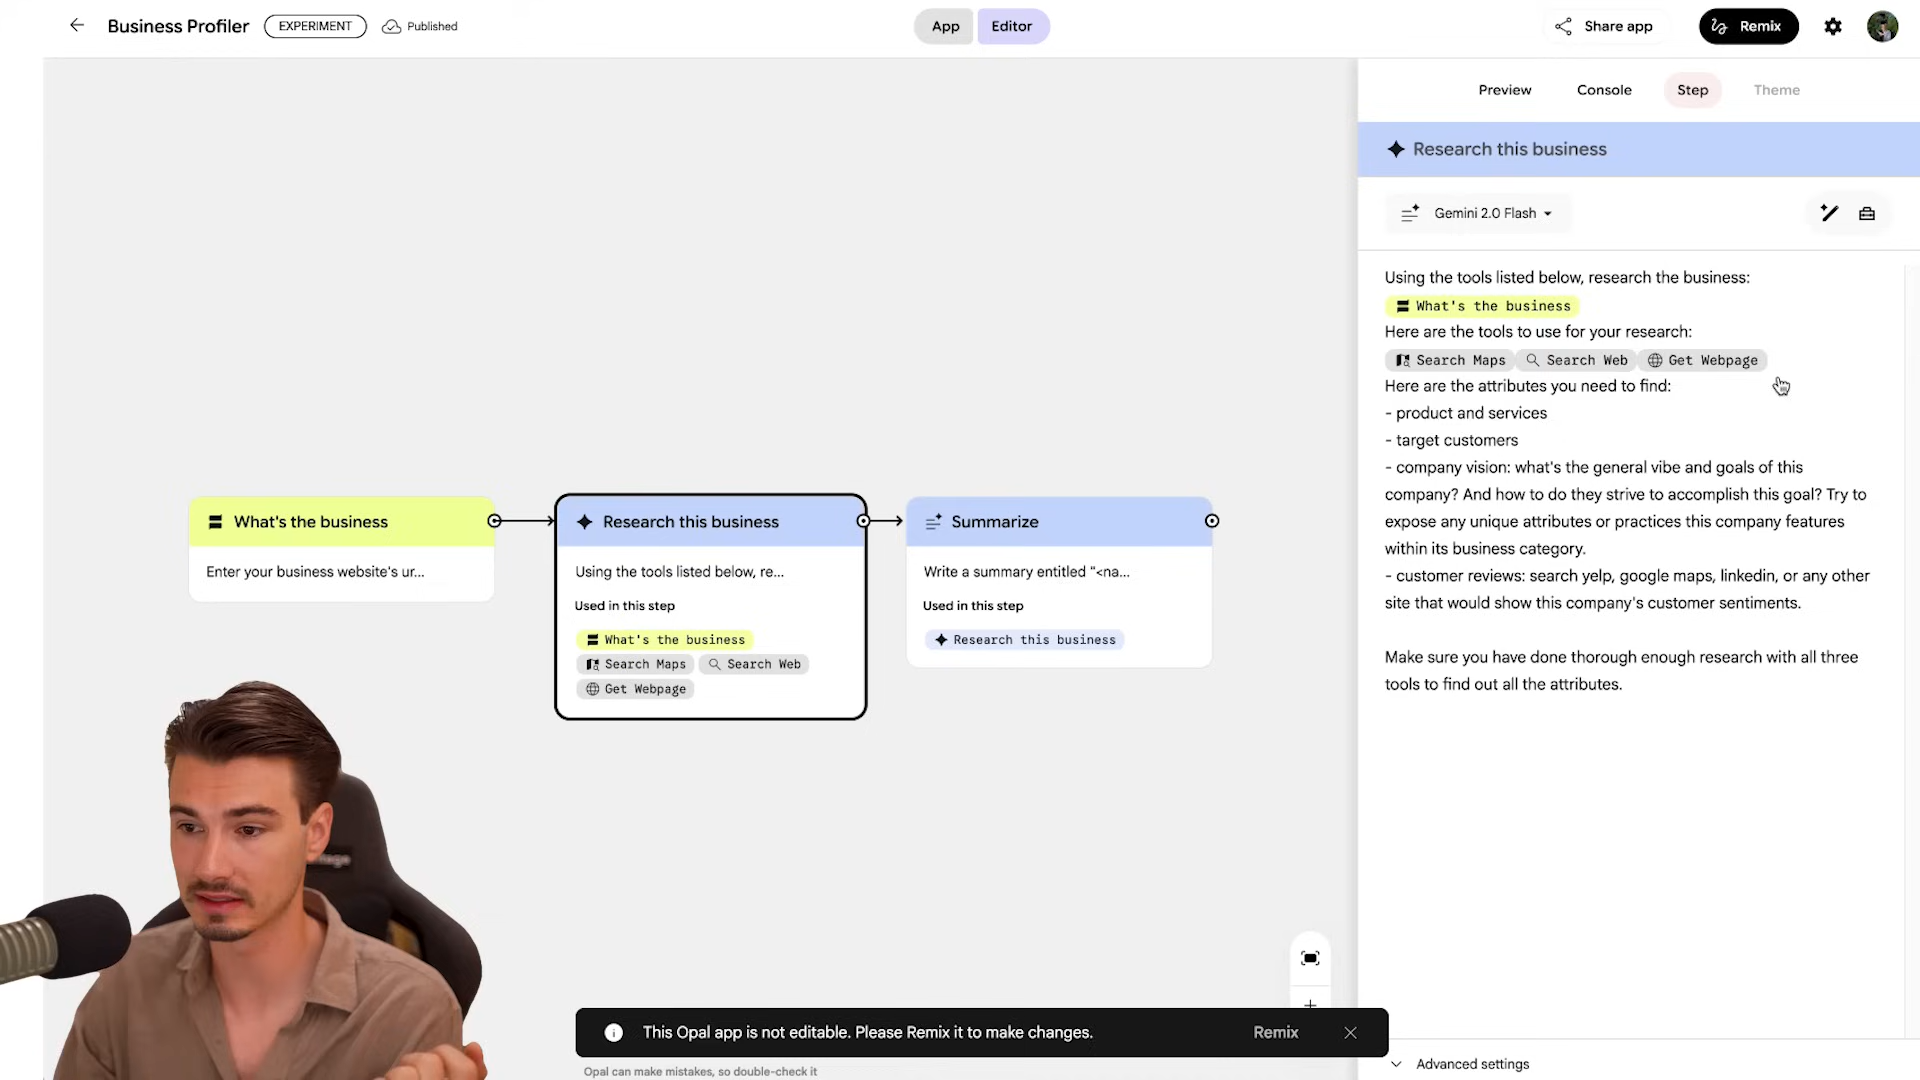 Business Profiler
EXPERIMENT
Published
App
Editor
Share app
Remix
Preview
Console
Step
Theme
Research this business
Gemini 2.0 Flash
Using the tools listed below, research the business:
What's the business
Here are the tools to use for your research:
Search Maps Search Web Get Webpage
Here are the attributes you need to find:
- product and services
- target customers
- company vision: what's the general vibe and goals of this
company? And how to do they strive to accomplish this goal? Try to
expose any unique attributes or practices this company features
within its business category.
- customer reviews: search yelp, google maps, linkedin, or any other
site that would show this company's customer sentiments.
Make sure you have done thorough enough research with all three
tools to find out all the attributes.
Advanced settings
What's the business
Enter your business website's ur...
Research this business
Using the tools listed below, re...
Used in this step
What's the business
Search Maps Search Web
Get Webpage
Summarize
Write a summary entitled "<na...
Used in this step
Research this business
This Opal app is not editable. Please Remix it to make changes.
Remix
Opal can make mistakes, so double-check it